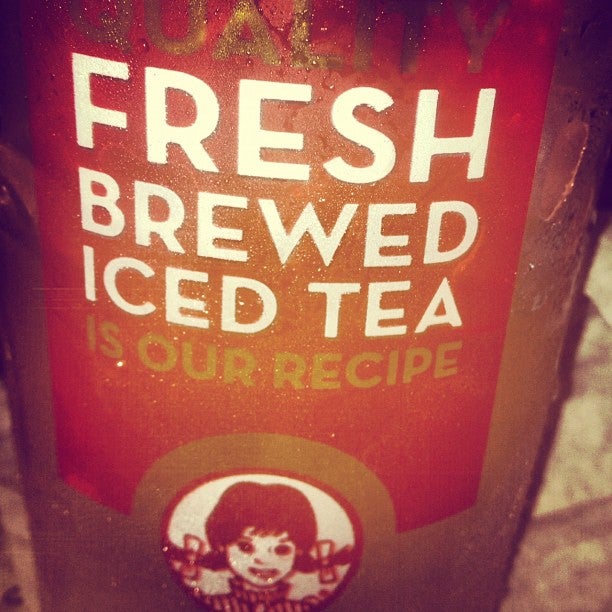 QUALITY
FRESH
BREWED
ICED TEA
IS OUR RECIPE